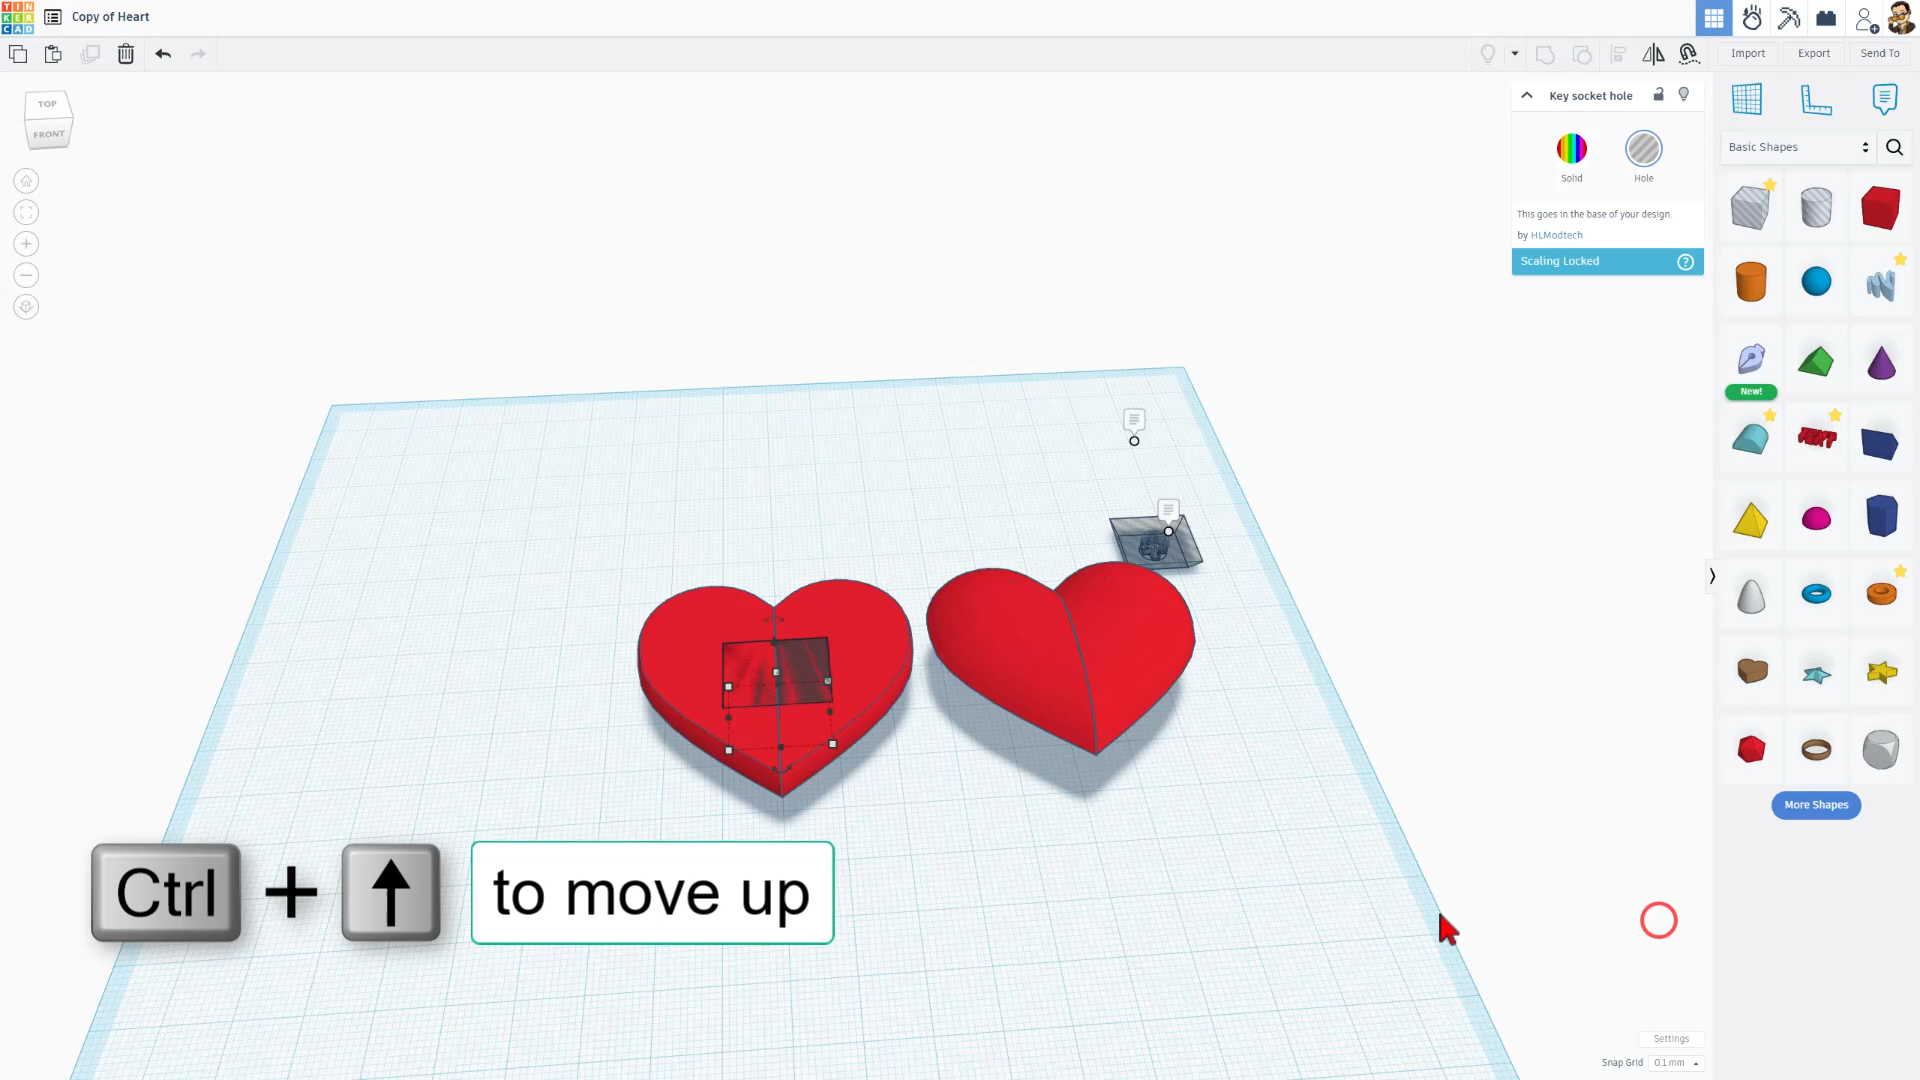 TIN
KER
CAD
Copy of Heart
Import
Export
Send To
TOP
FRONT
Key socket hole
Solid
Hole
This goes in the base of your design.
by HLModtech
Scaling Locked
?
Basic Shapes
New!
TEXT
More Shapes
Ctrl + ↑ to move up
Settings
Snap Grid 0.1 mm